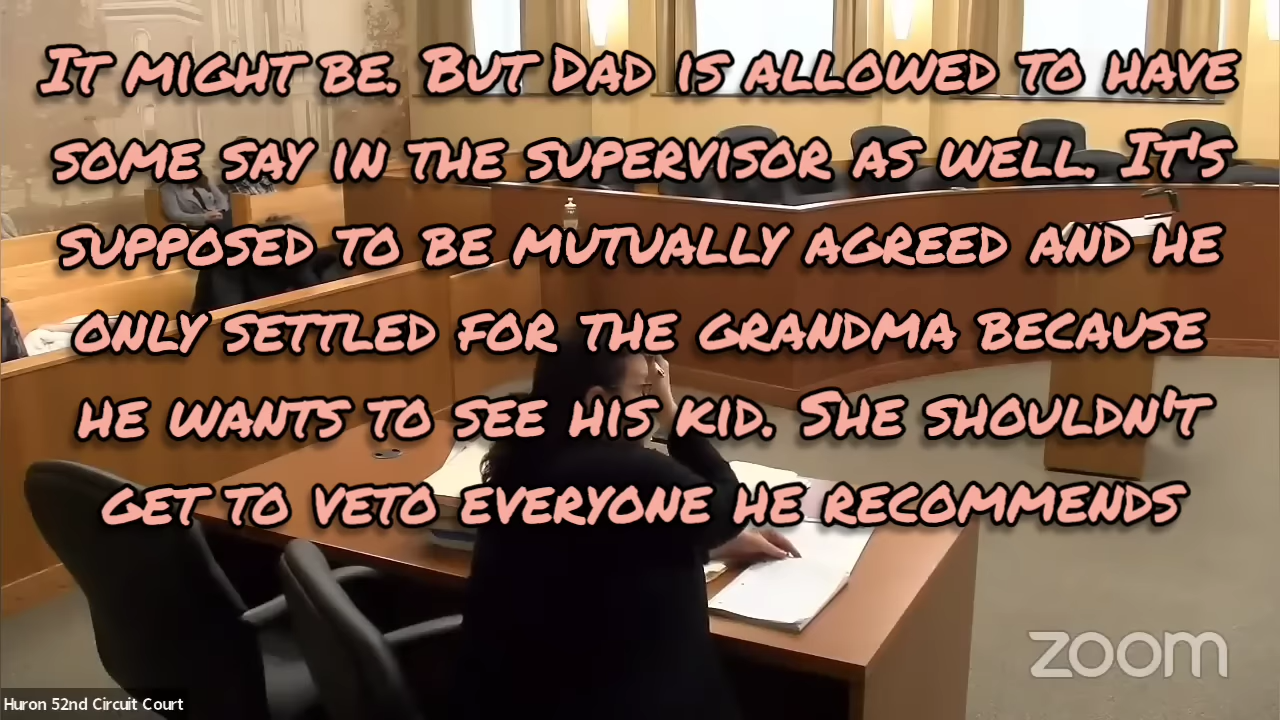 It might be. But Dad is allowed to have
some say in the supervisor as well. It's
supposed to be mutually agreed and he
only settled for the grandma because
he wants to see his kid. She shouldn't
get to veto everyone he recommends
zoom
Huron 52nd Circuit Court